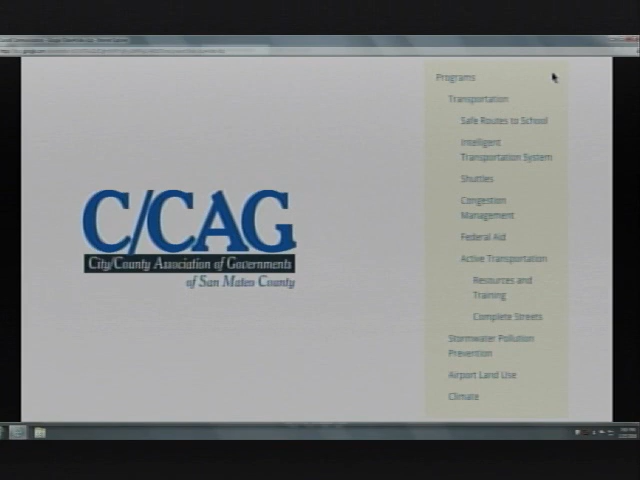 C/CAG
City/County Association of Governments
of San Mateo County
Programs
Transportation
Safe Routes to School
Intelligent
Transportation System
Shuttles
Congestion
Management
Federal Aid
Active Transportation
Resources and
Training
Complete Streets
Stormwater Pollution
Prevention
Airport Land Use
Climate